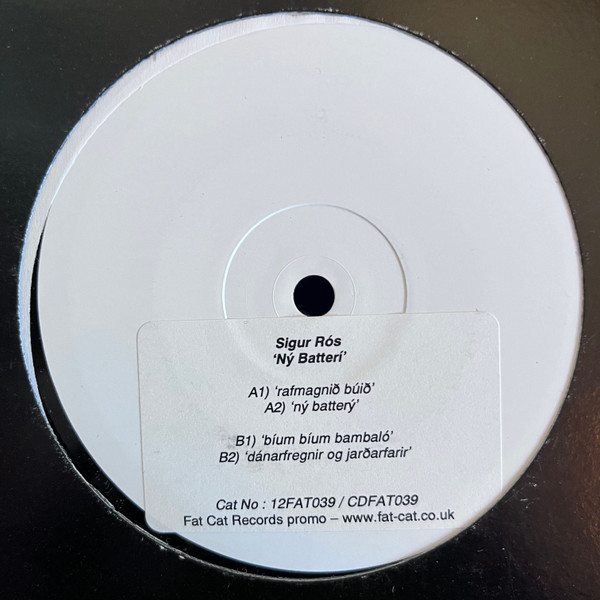 Sigur Rós
‘Ný Batterí’
A1) ‘rafmagnið búið’
A2) ‘ný batterý’
B1) ‘bíum bíum bambaló’
B2) ‘dánarfregnir og jarðarfarir’
Cat No : 12FAT039 / CDFAT039
Fat Cat Records promo – www.fat-cat.co.uk